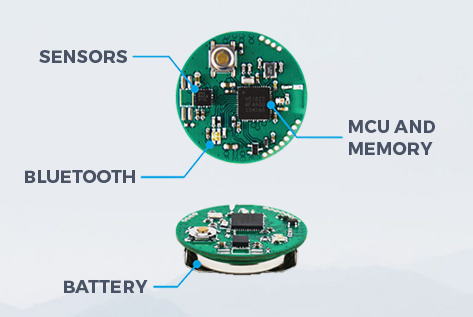 SENSORS
MCU AND
MEMORY
BLUETOOTH
BATTERY